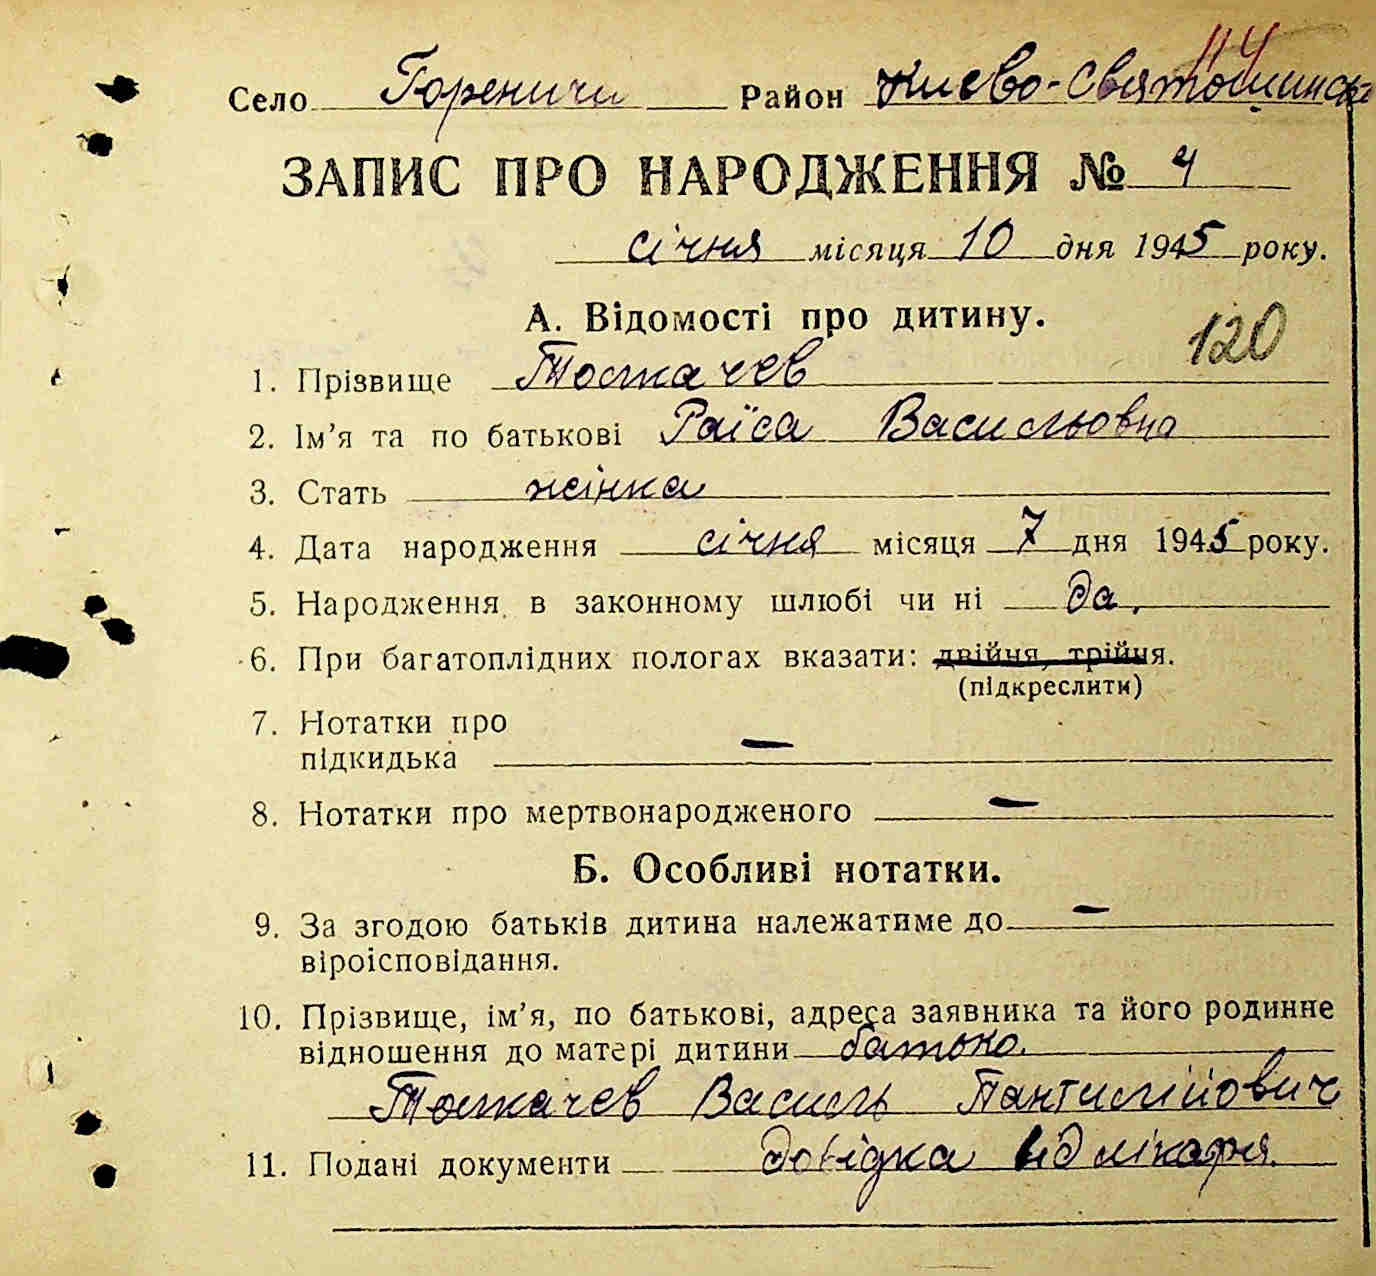 114
Село Гореничи Район Києво-Святошинськ
ЗАПИС ПРО НАРОДЖЕННЯ № 4
січня місяця 10 дня 1945 року.
А. Відомості про дитину.
120
1. Прізвище Толкачев
2. Ім'я та по батькові Раїса Васильовна
3. Стать жінка
4. Дата народження січня місяця 7 дня 1945 року.
5. Народження в законному шлюбі чи ні да.
6. При багатоплідних пологах вказати: двійня, трійня.
(підкреслити)
7. Нотатки про
підкидька —
8. Нотатки про мертвонародженого —
Б. Особливі нотатки.
9. За згодою батьків дитина належатиме до —
віроісповідання.
10. Прізвище, ім'я, по батькові, адреса заявника та його родинне
відношення до матері дитини батько.
Толкачев Василь Пантилійович
11. Подані документи довідка від лікаря.